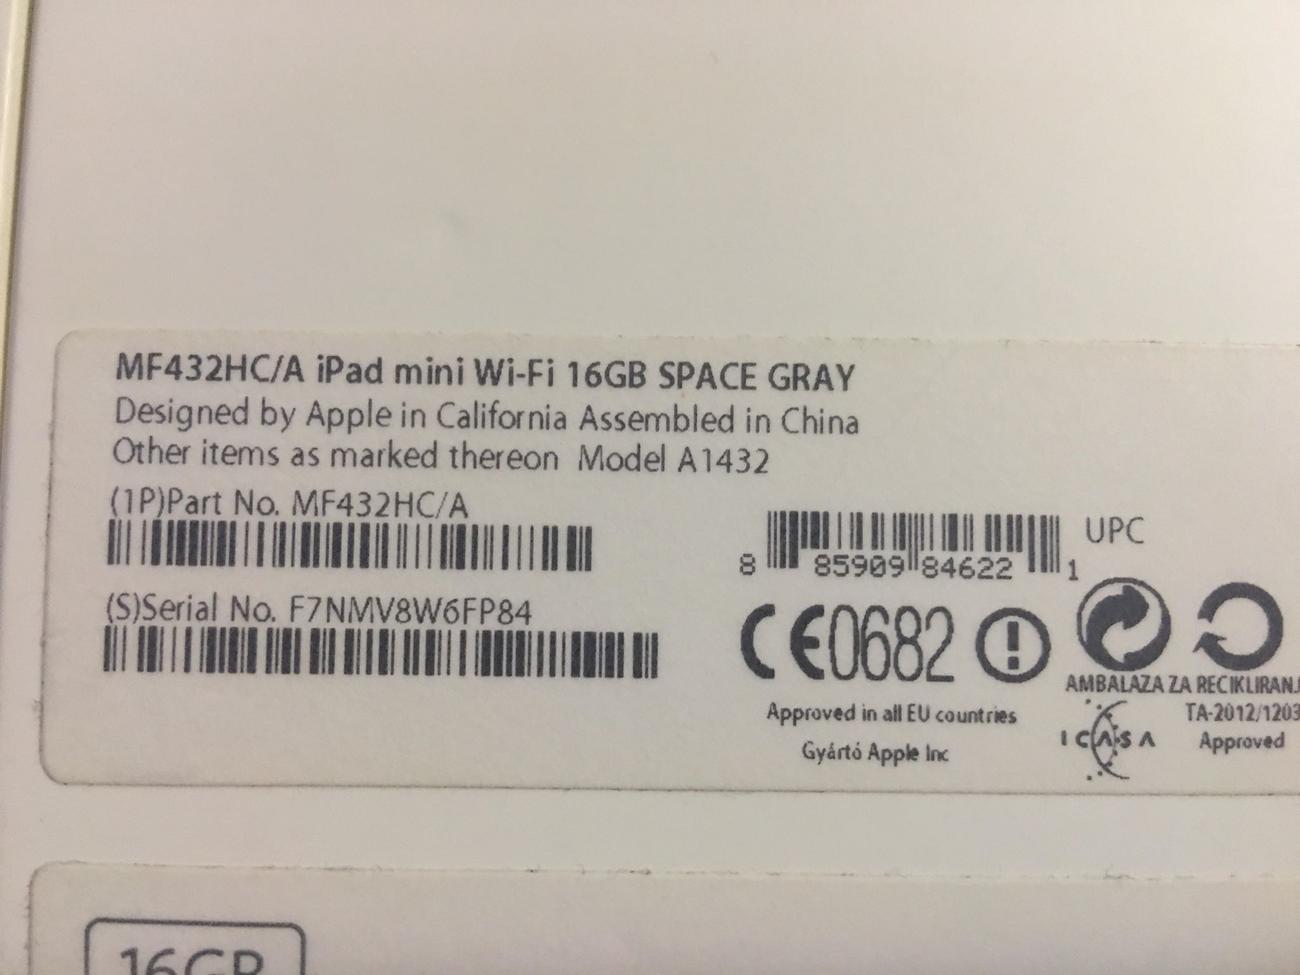 MF432HC/A iPad mini Wi-Fi 16GB SPACE GRAY
Designed by Apple in California Assembled in China
Other items as marked thereon Model A1432
(1P)Part No. MF432HC/A
UPC
8 85909 84622 1
(S)Serial No. F7NMV8W6FP84
CE0682
AMBALAZA ZA RECIKLIRANJ
Approved in all EU countries
Gyártó Apple Inc
ICASA
TA-2012/1203
Approved
16GB